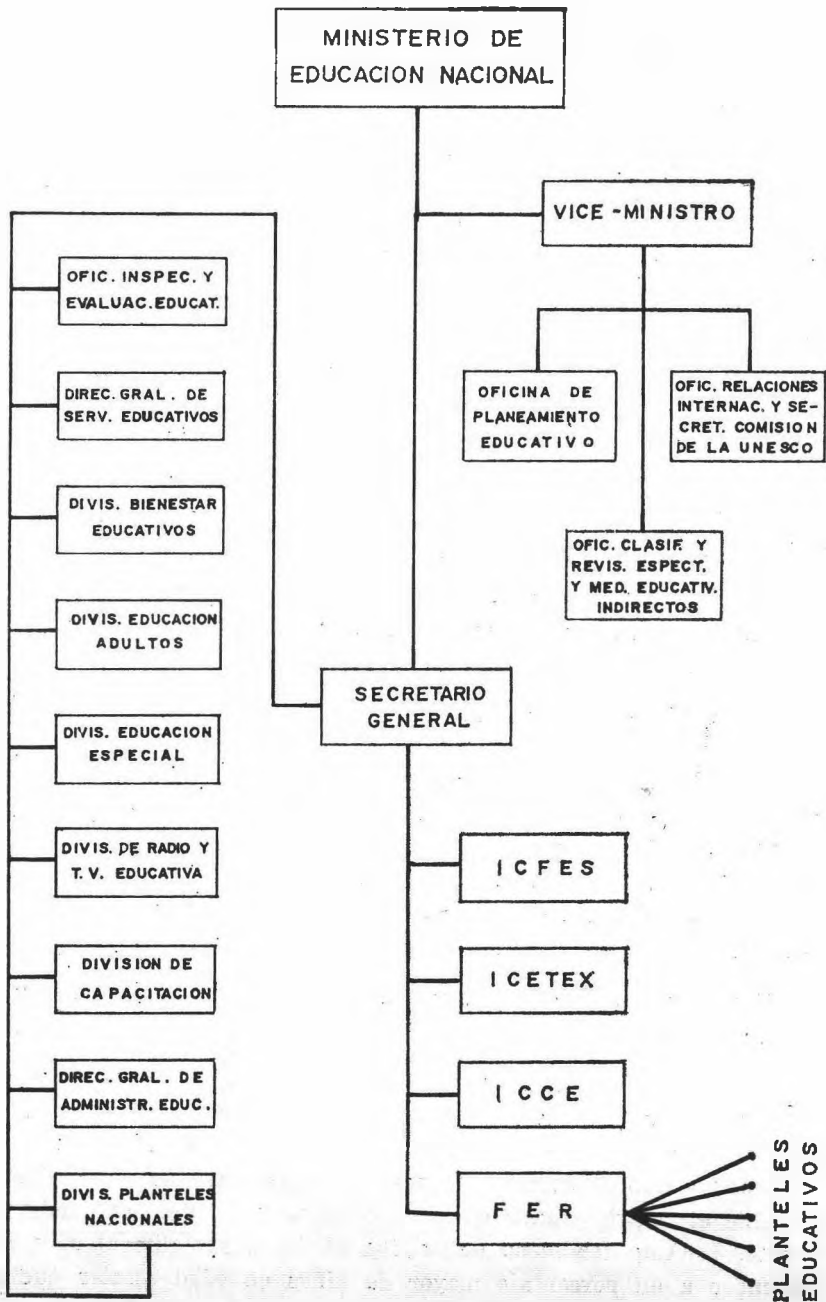 MINISTERIO DE
EDUCACION NACIONAL
VICE-MINISTRO
OFICINA DE
PLANEAMIENTO
EDUCATIVO
OFIC. RELACIONES
INTERNAC. Y SE-
CRET. COMISION
DE LA UNESCO
OFIC. CLASIF. Y
REVIS. ESPECT.
Y MED. EDUCATIV.
INDIRECTOS
OFIC. INSPEC. Y
EVALUAC. EDUCAT.
DIREC. GRAL. DE
SERV. EDUCATIVOS
DIVIS. BIENESTAR
EDUCATIVOS
DIVIS. EDUCACION
ADULTOS
DIVIS. EDUCACION
ESPECIAL
DIVIS. DE RADIO Y
T. V. EDUCATIVA
DIVISION DE
CAPACITACION
DIREC. GRAL. DE
ADMINISTR. EDUC.
DIVIS. PLANTELES
NACIONALES
SECRETARIO
GENERAL
ICFES
ICETEX
ICCE
FER
PLANTELES
EDUCATIVOS